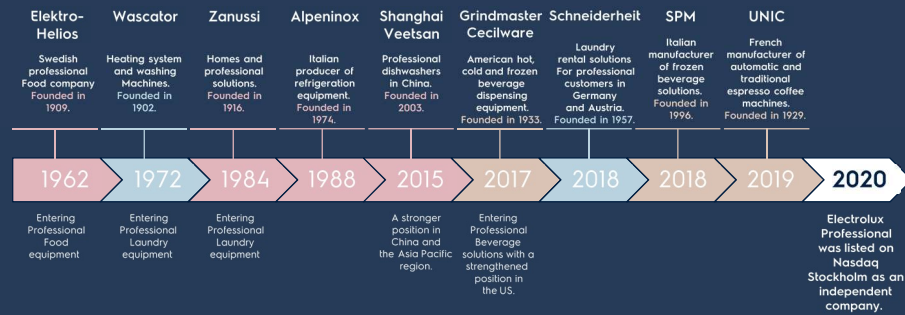 Elektro-
Helios
Swedish
professional
Food company
Founded in
1909.
Wascator
Heating system
and washing
Machines.
Founded in
1902.
Zanussi
Homes and
professional
solutions.
Founded in
1916.
Alpeninox
Italian
producer of
refrigeration
equipment.
Founded in
1974.
Shanghai
Veetsan
Professional
dishwashers
in China.
Founded in
2003.
Grindmaster
Cecilware
American hot,
cold and frozen
beverage
dispensing
equipment.
Founded in 1933.
Schneiderheit
Laundry
rental solutions
For professional
customers in
Germany
and Austria.
Founded in 1957.
SPM
Italian
manufacturer
of frozen
beverage
solutions.
Founded in
1996.
UNIC
French
manufacturer of
automatic and
traditional
espresso coffee
machines.
Founded in 1929.
1962
1972
1984
1988
2015
2017
2018
2018
2019
2020
Entering
Professional
Food
equipment
Entering
Professional
Laundry
equipment
Entering
Professional
Laundry
equipment
A stronger
position in
China and
the Asia Pacific
region.
Entering
Professional
Beverage
solutions with a
strengthened
position in
the US.
Electrolux
Professional
was listed on
Nasdaq
Stockholm as an
independent
company.